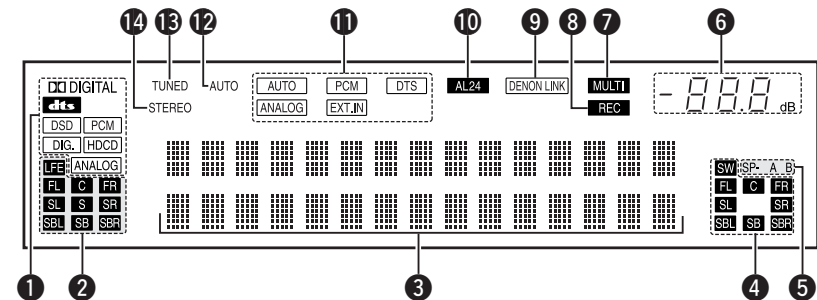 14 13 12 11 10 9 8 7 6
DIGITAL TUNED AUTO AUTO PCM DTS AL24 DENON LINK MULTI -88.8 dB
dts STEREO ANALOG EXT.IN REC
DSD PCM
DIG. HDCD
LFE ANALOG SW SP- A B
FL C FR FL C FR
SL S SR SL SR
SBL SB SBR SBL SB SBR
1 2 3 4 5